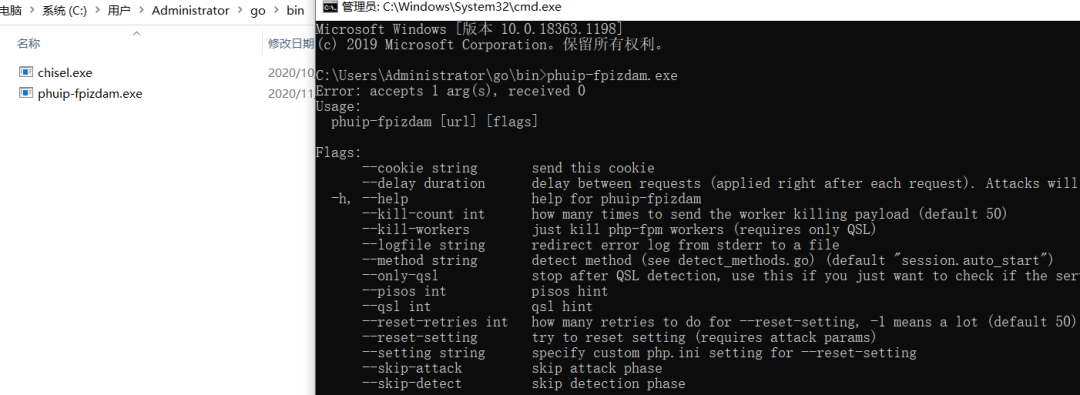 电脑 › 系统 (C:) › 用户 › Administrator › go › bin
名称
修改日期
chisel.exe
2020/10
phuip-fpizdam.exe
2020/11
管理员: C:\Windows\System32\cmd.exe
Microsoft Windows [版本 10.0.18363.1198]
(c) 2019 Microsoft Corporation。保留所有权利。
C:\Users\Administrator\go\bin>phuip-fpizdam.exe
Error: accepts 1 arg(s), received 0
Usage:
phuip-fpizdam [url] [flags]
Flags:
--cookie string send this cookie
--delay duration delay between requests (applied right after each request). Attacks will
-h, --help help for phuip-fpizdam
--kill-count int how many times to send the worker killing payload (default 50)
--kill-workers just kill php-fpm workers (requires only QSL)
--logfile string redirect error log from stderr to a file
--method string detect method (see detect_methods.go) (default "session.auto_start")
--only-qsl stop after QSL detection, use this if you just want to check if the ser
--pisos int pisos hint
--qsl int qsl hint
--reset-retries int how many retries to do for --reset-setting, -1 means a lot (default 50)
--reset-setting try to reset setting (requires attack params)
--setting string specify custom php.ini setting for --reset-setting
--skip-attack skip attack phase
--skip-detect skip detection phase